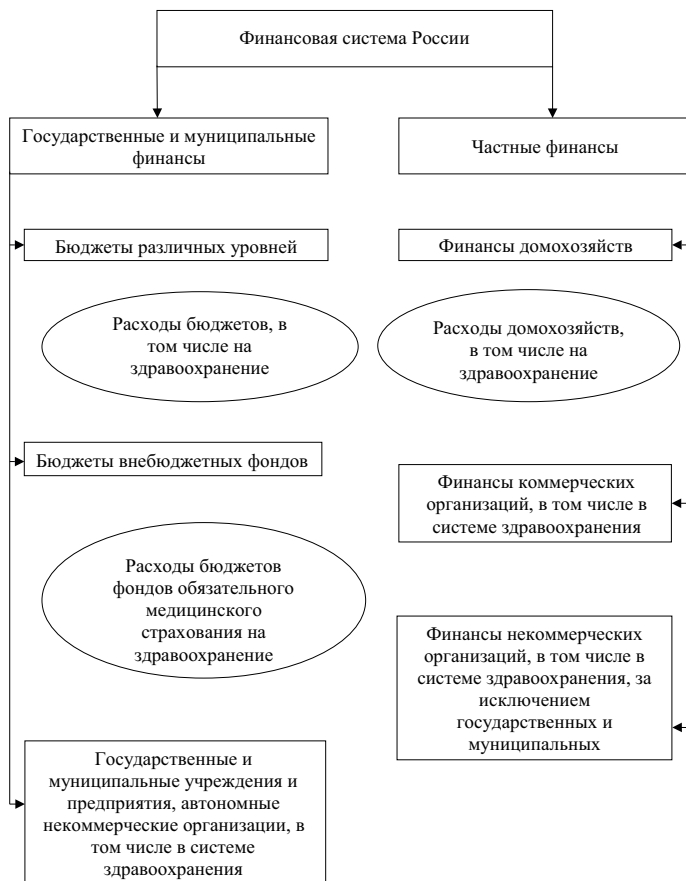 Финансовая система России
Государственные и муниципальные
финансы
Частные финансы
Бюджеты различных уровней
Финансы домохозяйств
Расходы бюджетов, в
том числе на
здравоохранение
Расходы домохозяйств,
в том числе на
здравоохранение
Бюджеты внебюджетных фондов
Финансы коммерческих
организаций, в том числе в
системе здравоохранения
Расходы бюджетов
фондов обязательного
медицинского
страхования на
здравоохранение
Финансы некоммерческих
организаций, в том числе в
системе здравоохранения, за
исключением
государственных и
муниципальных
Государственные и
муниципальные учреждения и
предприятия, автономные
некоммерческие организации, в
том числе в системе
здравоохранения